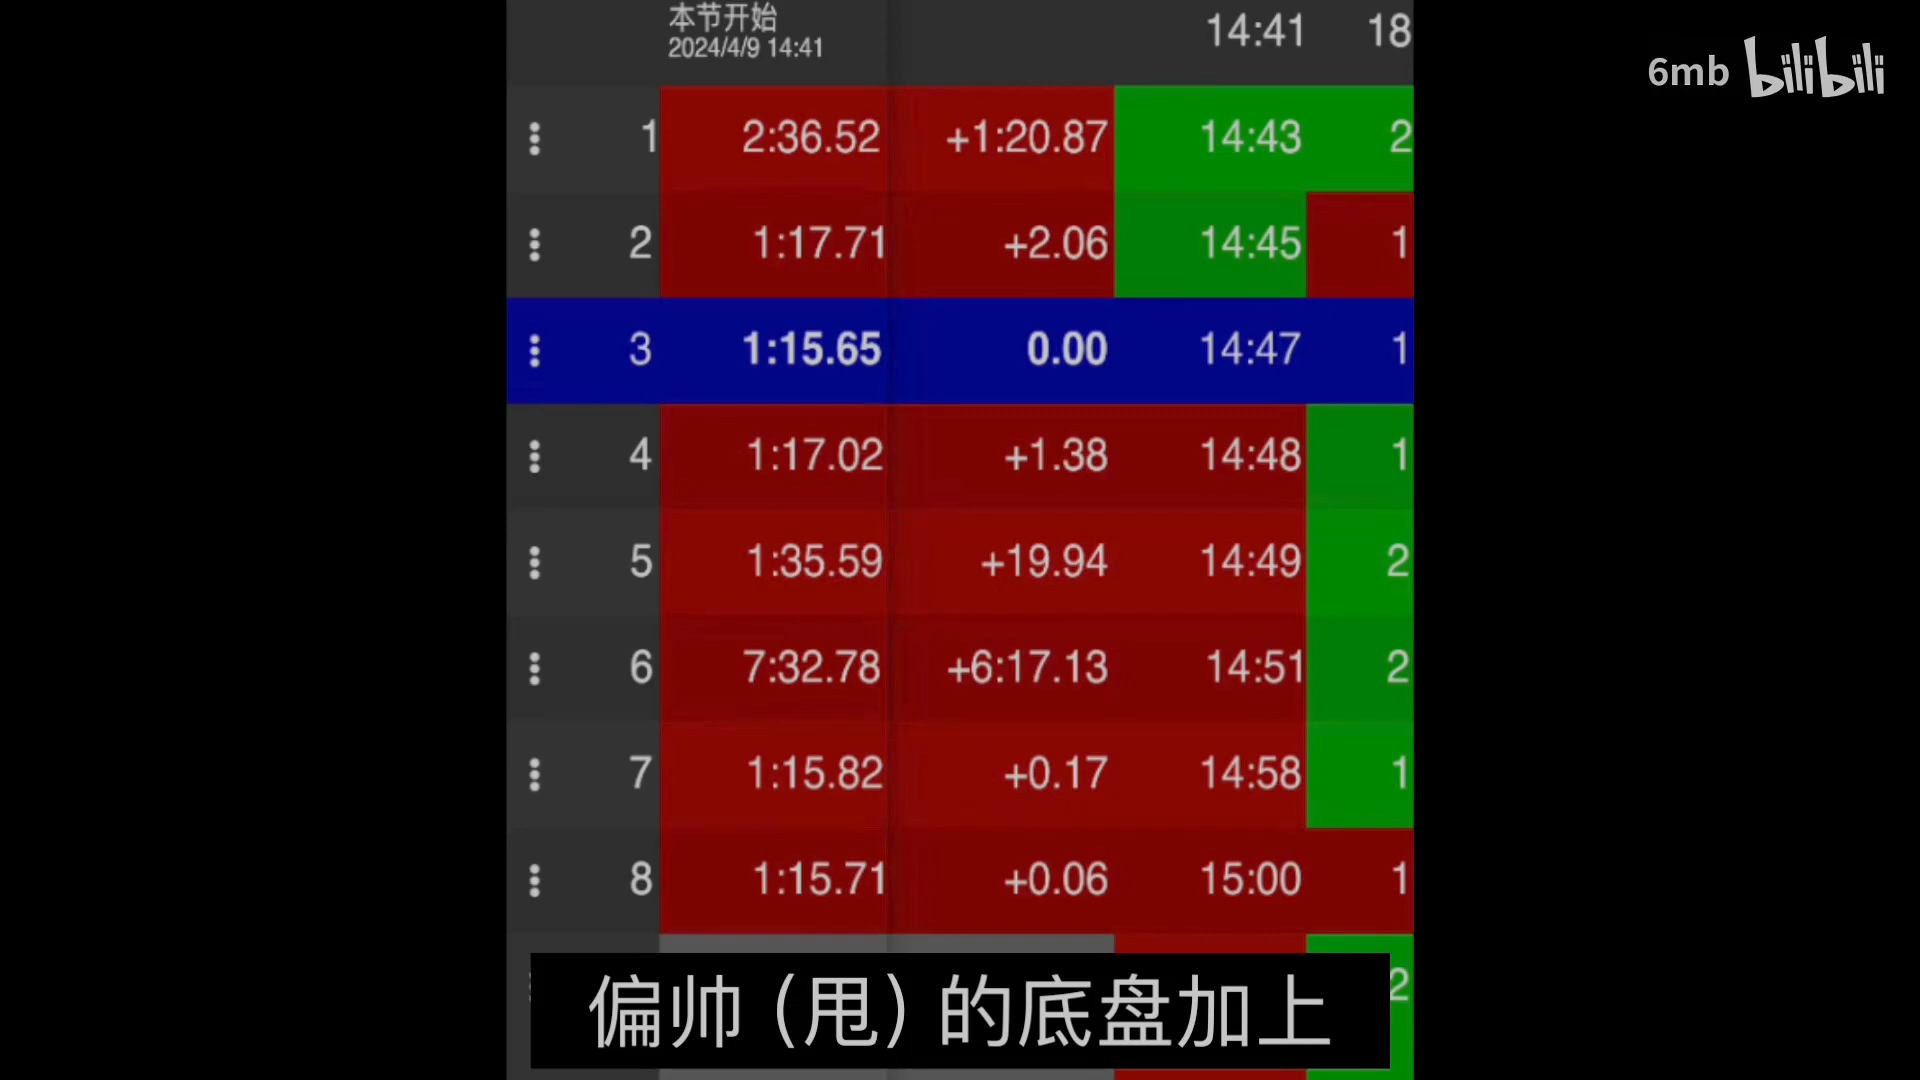 本节开始 14:41 18
2024/4/9 14:41
6mb bilibili
1 2:36.52 +1:20.87 14:43 2
2 1:17.71 +2.06 14:45 1
3 1:15.65 0.00 14:47 1
4 1:17.02 +1.38 14:48 1
5 1:35.59 +19.94 14:49 2
6 7:32.78 +6:17.13 14:51 2
7 1:15.82 +0.17 14:58 1
8 1:15.71 +0.06 15:00 1
2
偏帅（甩）的底盘加上